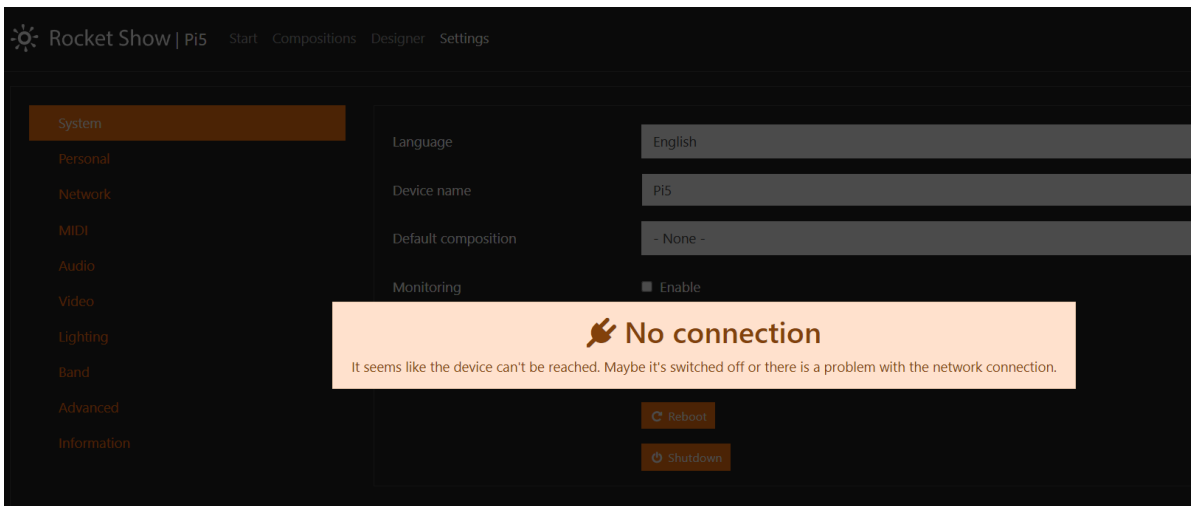 Rocket Show | Pi5 Start Compositions Designer Settings
System
Personal
Network
MIDI
Audio
Video
Lighting
Band
Advanced
Information
Language English
Device name Pi5
Default composition - None -
Monitoring Enable
No connection
It seems like the device can't be reached. Maybe it's switched off or there is a problem with the network connection.
Reboot
Shutdown